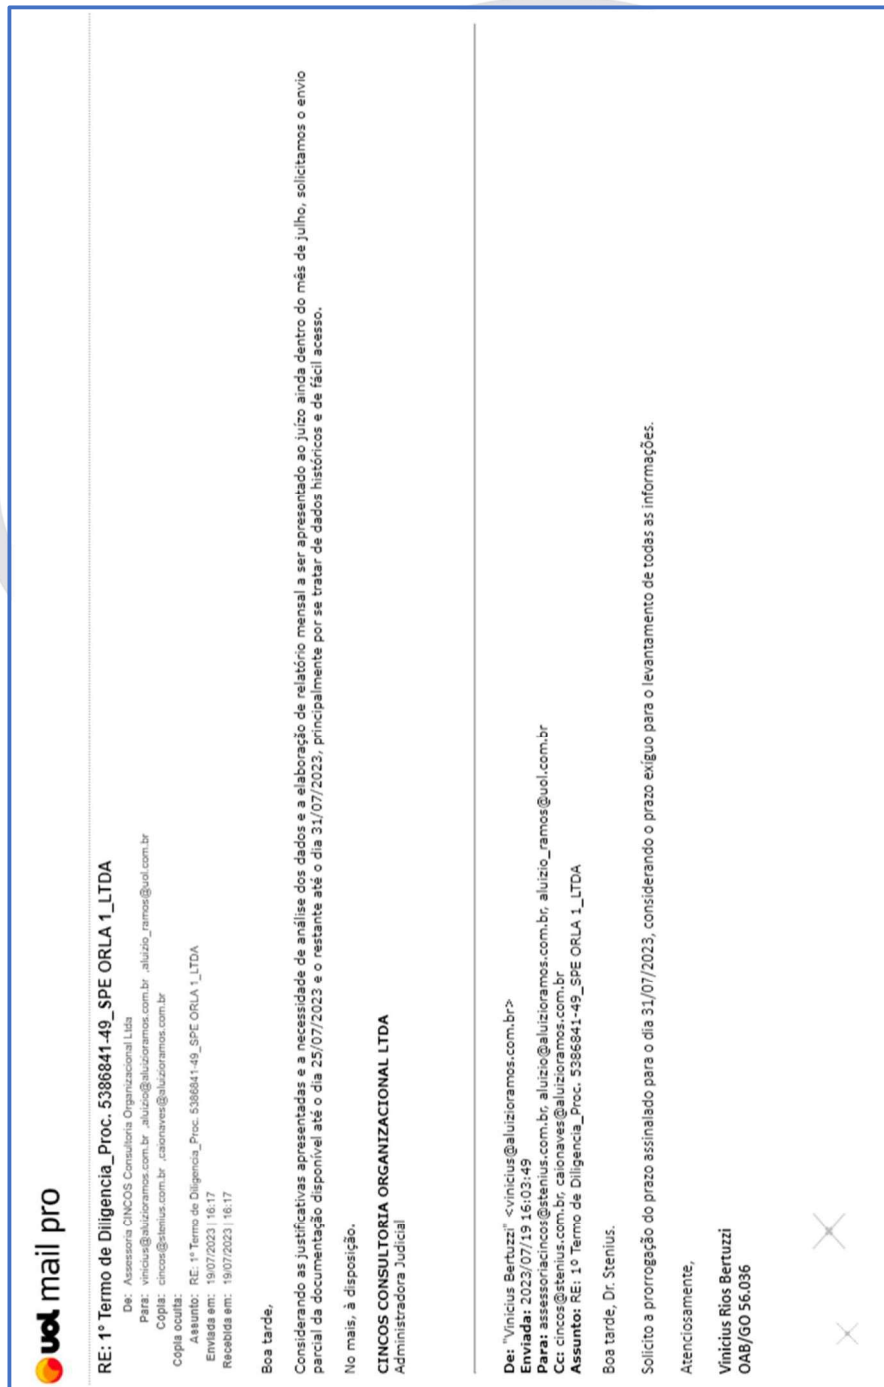 uol mail pro
RE: 1º Termo de Diligencia_Proc. 5386841-49_SPE ORLA 1_LTDA
De: Assessoria CINCOS Consultoria Organizacional Ltda
Para: vinicius@aluizioramos.com.br ,aluizio@aluizioramos.com.br ,aluizio_ramos@uol.com.br
Cópia: cincos@stenius.com.br ,caionaves@aluizioramos.com.br
Cópia oculta:
Assunto: RE: 1º Termo de Diligencia_Proc. 5386841-49_SPE ORLA 1_LTDA
Enviada em: 19/07/2023 | 16:17
Recebida em: 19/07/2023 | 16:17
Boa tarde,
Considerando as justificativas apresentadas e a necessidade de análise dos dados e a elaboração de relatório mensal a ser apresentado ao juízo ainda dentro do mês de julho, solicitamos o envio
parcial da documentação disponível até o dia 25/07/2023 e o restante até o dia 31/07/2023, principalmente por se tratar de dados históricos e de fácil acesso.
No mais, à disposição.
CINCOS CONSULTORIA ORGANIZACIONAL LTDA
Administradora Judicial
De: "Vinicius Bertuzzi" <vinicius@aluizioramos.com.br>
Enviada: 2023/07/19 16:03:49
Para: assessoriacincos@stenius.com.br, aluizio@aluizioramos.com.br, aluizio_ramos@uol.com.br
Cc: cincos@stenius.com.br, caionaves@aluizioramos.com.br
Assunto: RE: 1º Termo de Diligencia_Proc. 5386841-49_SPE ORLA 1_LTDA
Boa tarde, Dr. Stenius.
Solicito a prorrogação do prazo assinalado para o dia 31/07/2023, considerando o prazo exíguo para o levantamento de todas as informações.
Atenciosamente,
Vinicius Rios Bertuzzi
OAB/GO 56.036